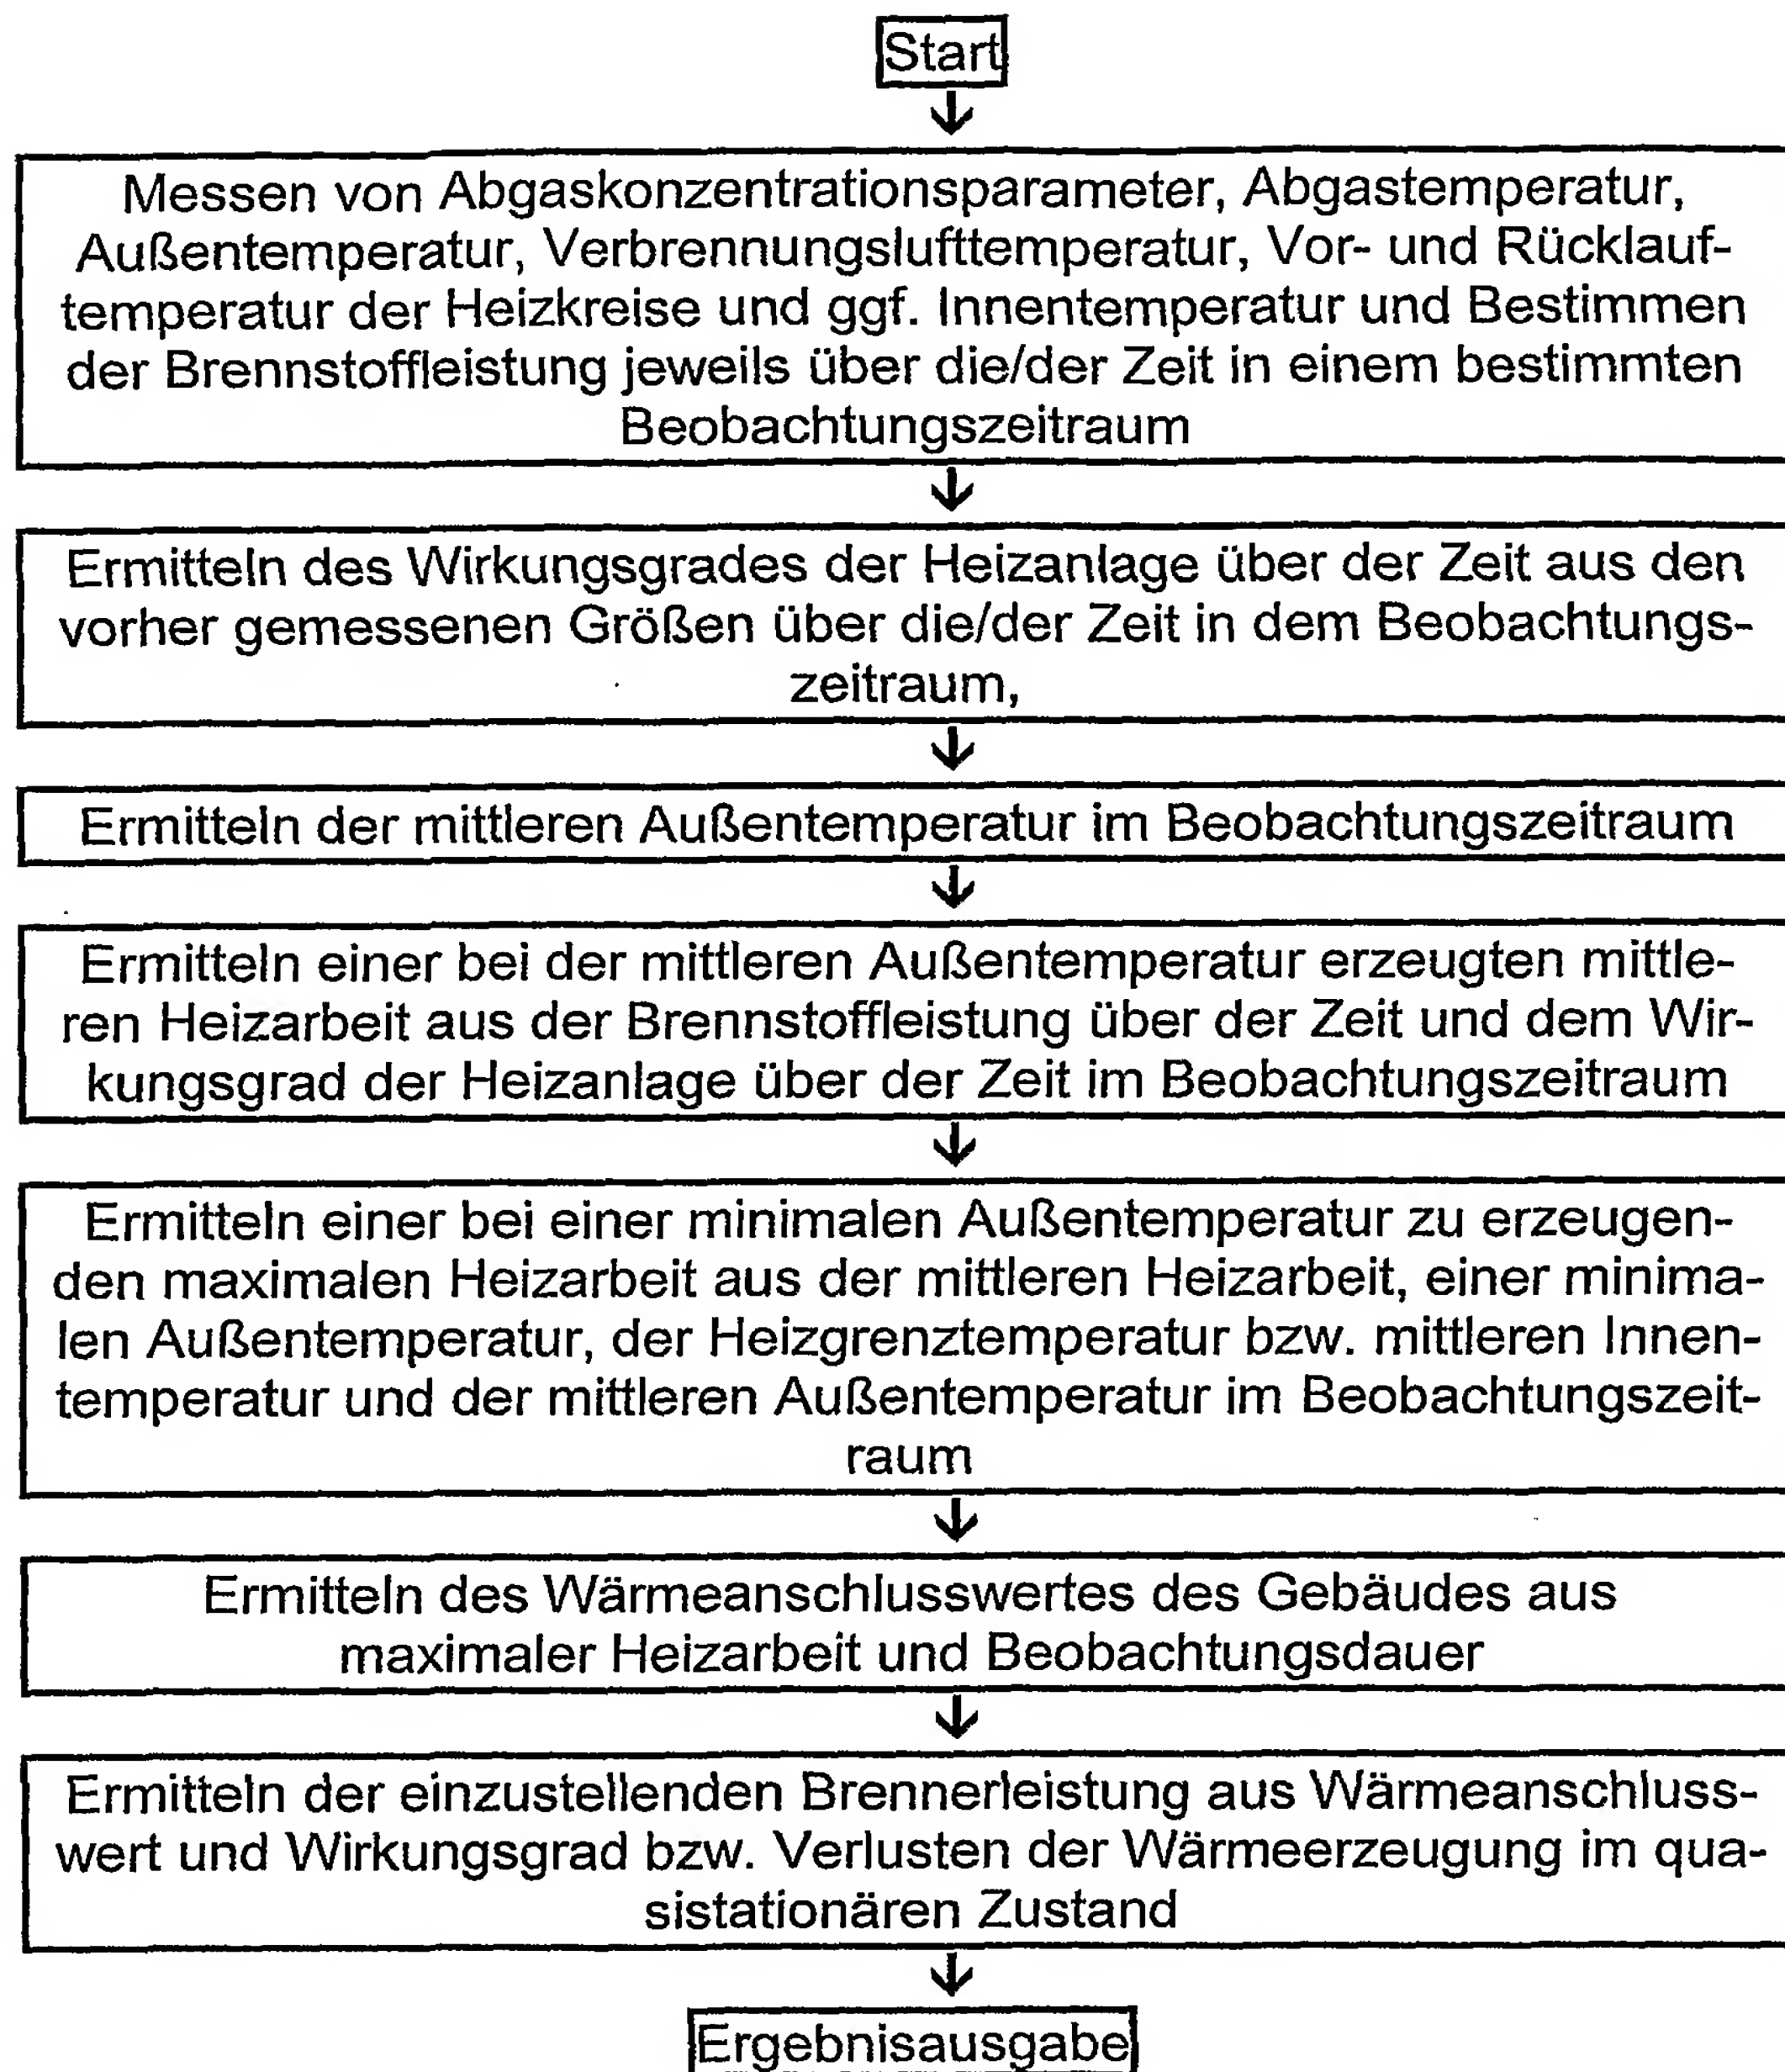 Start
Messen von Abgaskonzentrationsparameter, Abgastemperatur,
Außentemperatur, Verbrennungslufttemperatur, Vor- und Rücklauf-
temperatur der Heizkreise und ggf. Innentemperatur und Bestimmen
der Brennstoffleistung jeweils über die/der Zeit in einem bestimmten
Beobachtungszeitraum
Ermitteln des Wirkungsgrades der Heizanlage über der Zeit aus den
vorher gemessenen Größen über die/der Zeit in dem Beobachtungs-
zeitraum,
Ermitteln der mittleren Außentemperatur im Beobachtungszeitraum
Ermitteln einer bei der mittleren Außentemperatur erzeugten mittle-
ren Heizarbeit aus der Brennstoffleistung über der Zeit und dem Wir-
kungsgrad der Heizanlage über der Zeit im Beobachtungszeitraum
Ermitteln einer bei einer minimalen Außentemperatur zu erzeugen-
den maximalen Heizarbeit aus der mittleren Heizarbeit, einer minima-
len Außentemperatur, der Heizgrenztemperatur bzw. mittleren Innen-
temperatur und der mittleren Außentemperatur im Beobachtungszeit-
raum
Ermitteln des Wärmeanschlusswertes des Gebäudes aus
maximaler Heizarbeit und Beobachtungsdauer
Ermitteln der einzustellenden Brennerleistung aus Wärmeanschluss-
wert und Wirkungsgrad bzw. Verlusten der Wärmeerzeugung im qua-
sistationären Zustand
Ergebnisausgabe